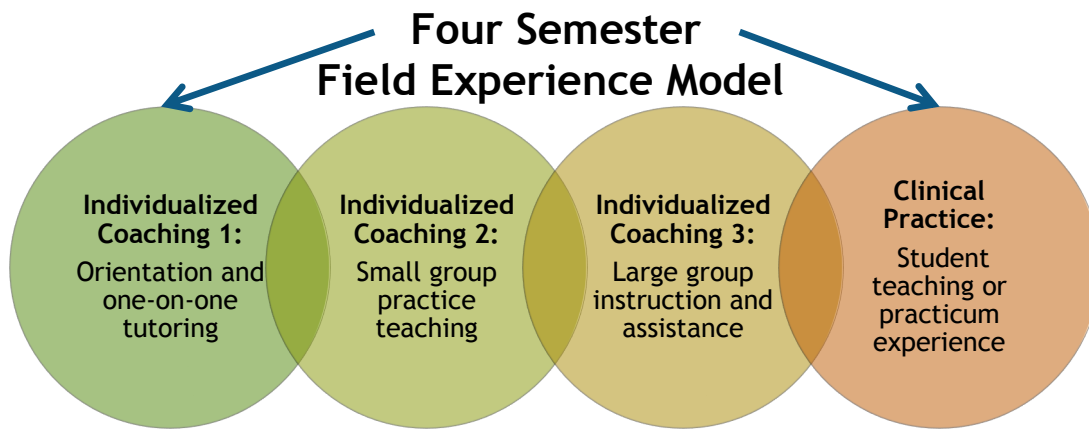 Four Semester
Field Experience Model
Individualized
Coaching 1:
Orientation and
one-on-one
tutoring
Individualized
Coaching 2:
Small group
practice
teaching
Individualized
Coaching 3:
Large group
instruction and
assistance
Clinical
Practice:
Student
teaching or
practicum
experience